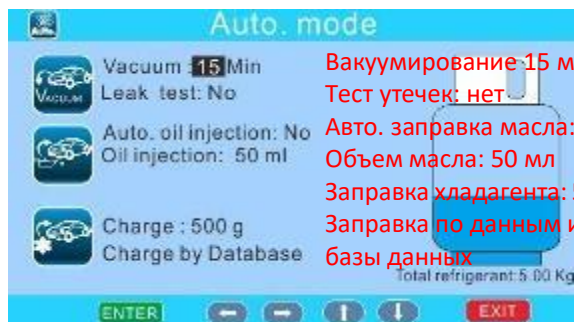 Auto. mode
Vacuum : 15 Min
Leak test: No
Auto. oil injection: No
Oil injection: 50 ml
Charge : 500 g
Charge by Database
Вакуумирование 15 м
Тест утечек: нет
Авто. заправка масла:
Объем масла: 50 мл
Заправка хладагента:
Заправка по данным и
базы данных
Total refrigerant: 5.00 Kg
VACUUM
ENTER
EXIT